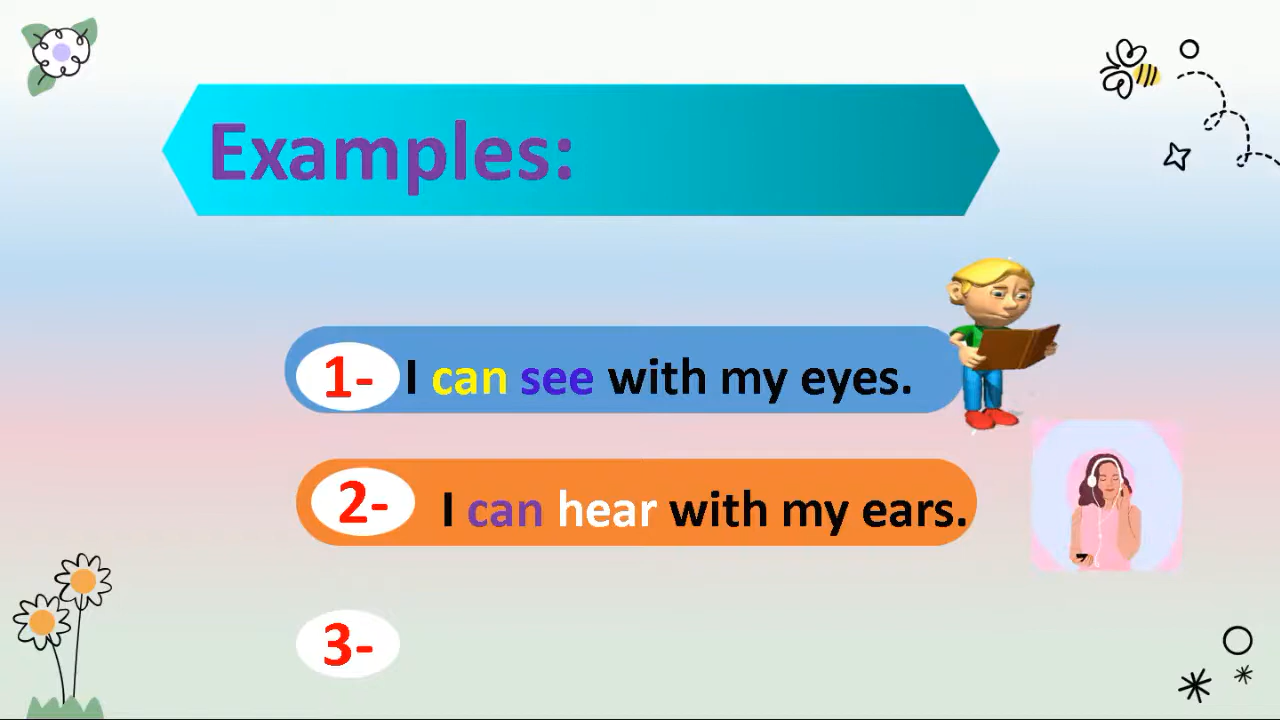 Examples:
1- I can see with my eyes.
2- I can hear with my ears.
3-